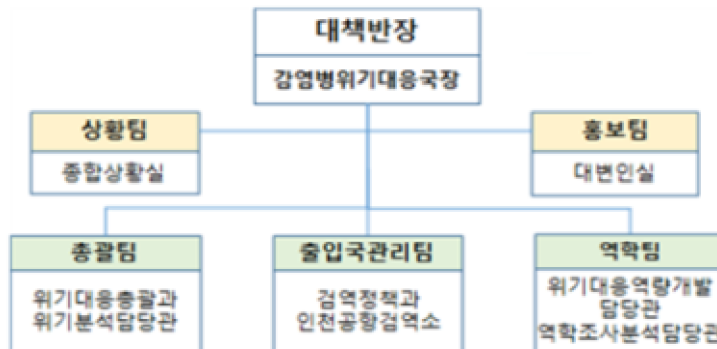 대책반장
감염병위기대응국장
상황팀
종합상황실
홍보팀
대변인실
총괄팀
위기대응총괄과
위기분석담당관
출입국관리팀
검역정책과
인천공항검역소
역학팀
위기대응역량개발
담당관
역학조사분석담당관